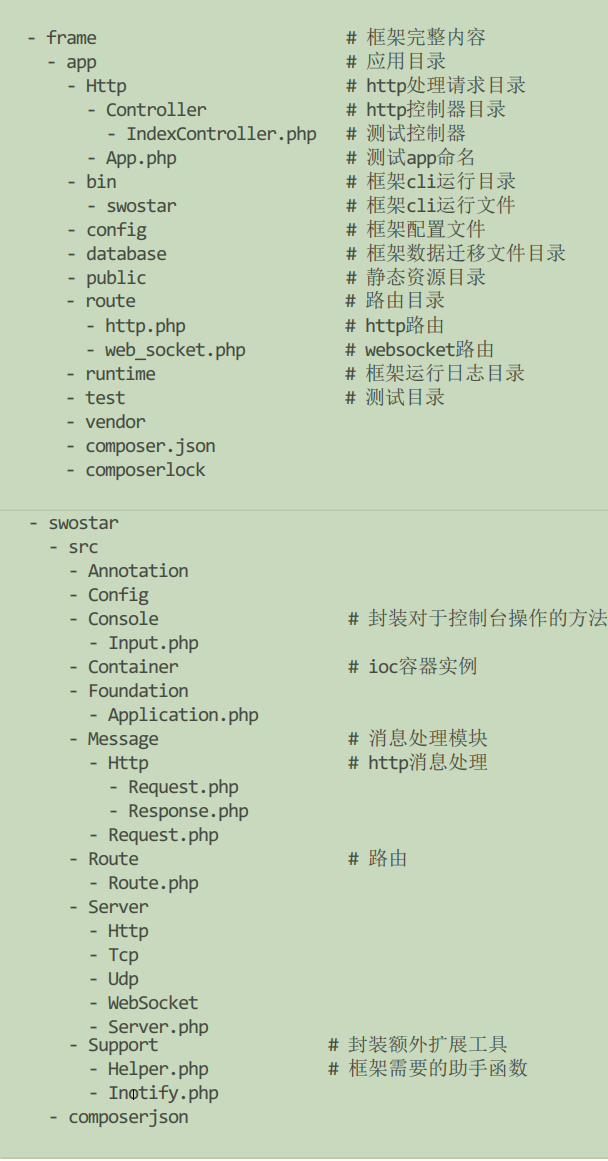 - frame # 框架完整内容
- app # 应用目录
- Http # http处理请求目录
- Controller # http控制器目录
- IndexController.php # 测试控制器
- App.php # 测试app命名
- bin # 框架cli运行目录
- swostar # 框架cli运行文件
- config # 框架配置文件
- database # 框架数据迁移文件目录
- public # 静态资源目录
- route # 路由目录
- http.php # http路由
- web_socket.php # websocket路由
- runtime # 框架运行日志目录
- test # 测试目录
- vendor
- composer.json
- composerlock
- swostar
- src
- Annotation
- Config
- Console # 封装对于控制台操作的方法
- Input.php
- Container # ioc容器实例
- Foundation
- Application.php
- Message # 消息处理模块
- Http # http消息处理
- Request.php
- Response.php
- Request.php
- Route # 路由
- Route.php
- Server
- Http
- Tcp
- Udp
- WebSocket
- Server.php
- Support # 封装额外扩展工具
- Helper.php # 框架需要的助手函数
- Inotify.php
- composerjson